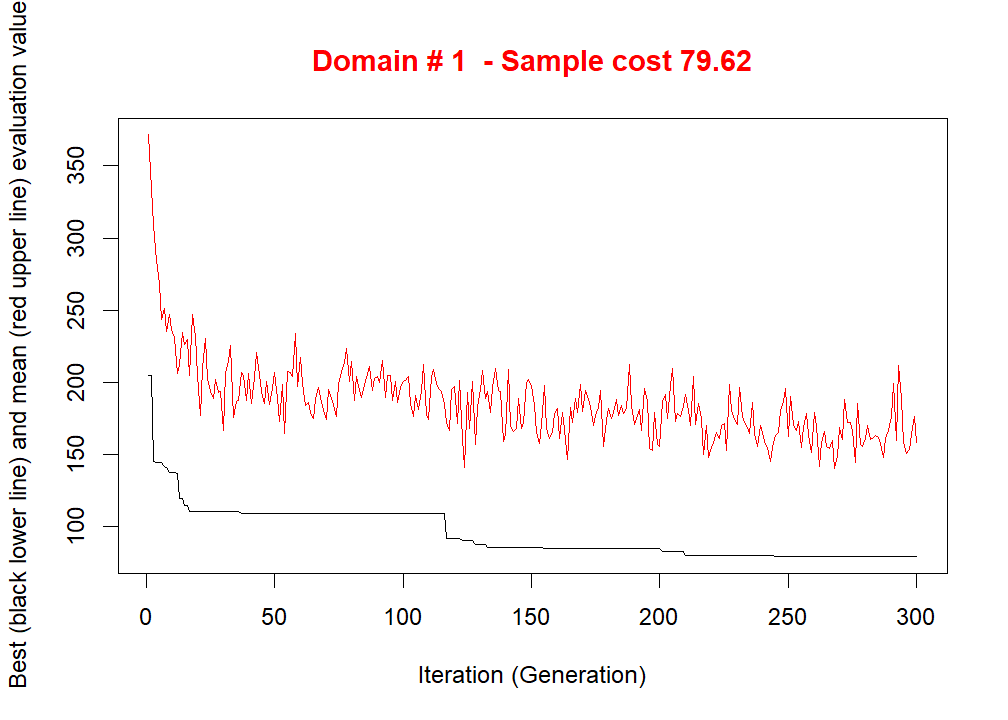 Domain # 1  - Sample cost 79.62
Best (black lower line) and mean (red upper line) evaluation value
350
300
250
200
150
100
0 50 100 150 200 250 300
Iteration (Generation)